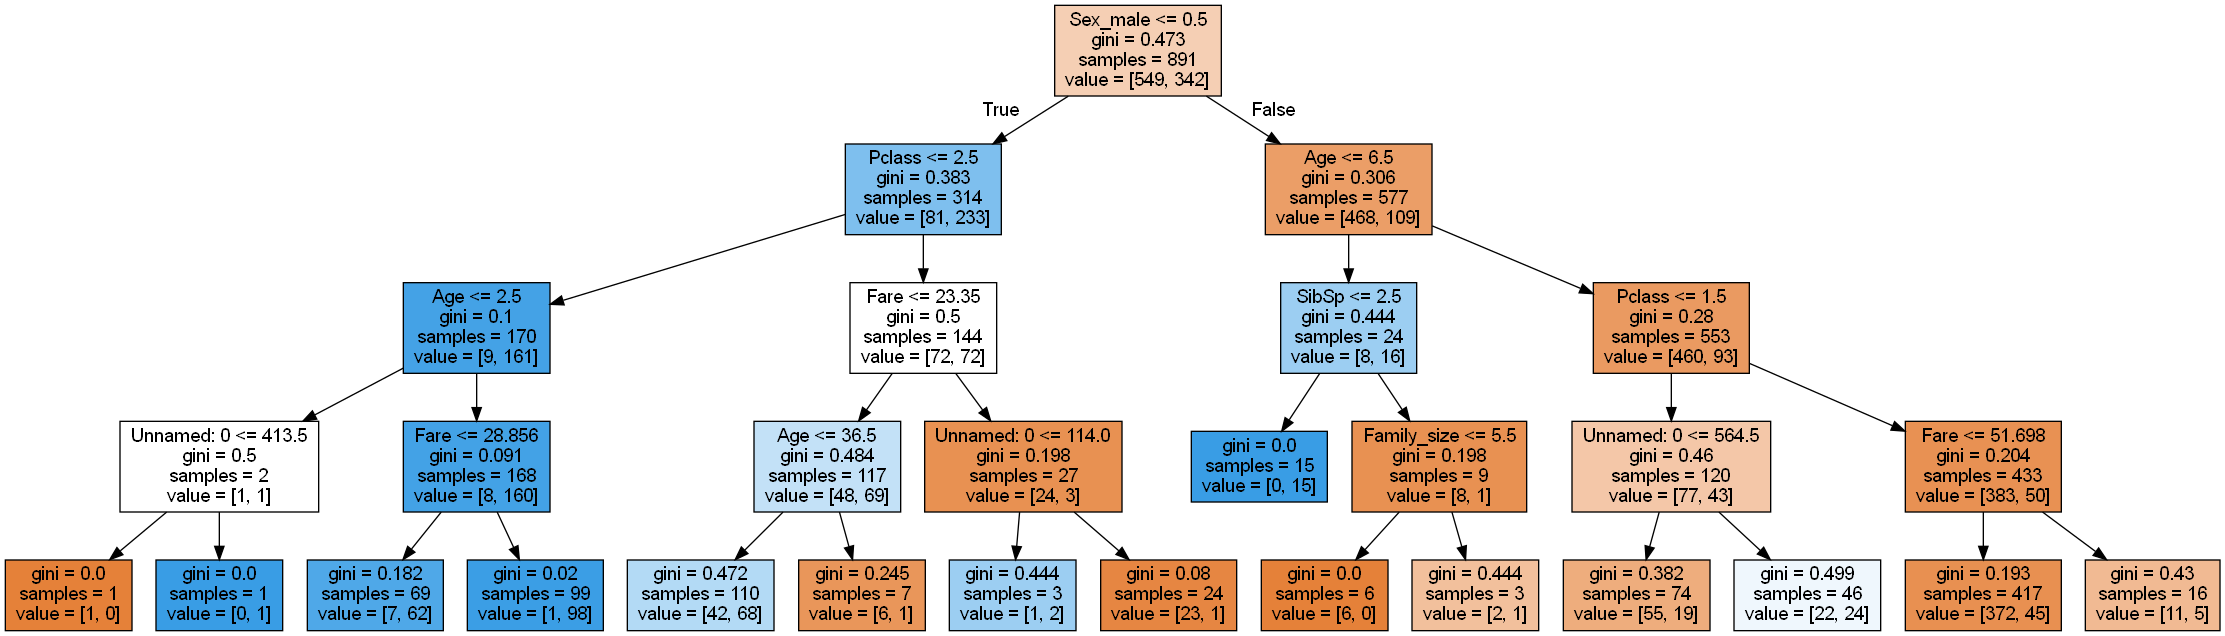 Sex_male <= 0.5
gini = 0.473
samples = 891
value = [549, 342]
True
False
Pclass <= 2.5
gini = 0.383
samples = 314
value = [81, 233]
Age <= 6.5
gini = 0.306
samples = 577
value = [468, 109]
Age <= 2.5
gini = 0.1
samples = 170
value = [9, 161]
Fare <= 23.35
gini = 0.5
samples = 144
value = [72, 72]
SibSp <= 2.5
gini = 0.444
samples = 24
value = [8, 16]
Pclass <= 1.5
gini = 0.28
samples = 553
value = [460, 93]
Unnamed: 0 <= 413.5
gini = 0.5
samples = 2
value = [1, 1]
Fare <= 28.856
gini = 0.091
samples = 168
value = [8, 160]
Age <= 36.5
gini = 0.484
samples = 117
value = [48, 69]
Unnamed: 0 <= 114.0
gini = 0.198
samples = 27
value = [24, 3]
gini = 0.0
samples = 15
value = [0, 15]
Family_size <= 5.5
gini = 0.198
samples = 9
value = [8, 1]
Unnamed: 0 <= 564.5
gini = 0.46
samples = 120
value = [77, 43]
Fare <= 51.698
gini = 0.204
samples = 433
value = [383, 50]
gini = 0.0
samples = 1
value = [1, 0]
gini = 0.0
samples = 1
value = [0, 1]
gini = 0.182
samples = 69
value = [7, 62]
gini = 0.02
samples = 99
value = [1, 98]
gini = 0.472
samples = 110
value = [42, 68]
gini = 0.245
samples = 7
value = [6, 1]
gini = 0.444
samples = 3
value = [1, 2]
gini = 0.08
samples = 24
value = [23, 1]
gini = 0.0
samples = 6
value = [6, 0]
gini = 0.444
samples = 3
value = [2, 1]
gini = 0.382
samples = 74
value = [55, 19]
gini = 0.499
samples = 46
value = [22, 24]
gini = 0.193
samples = 417
value = [372, 45]
gini = 0.43
samples = 16
value = [11, 5]